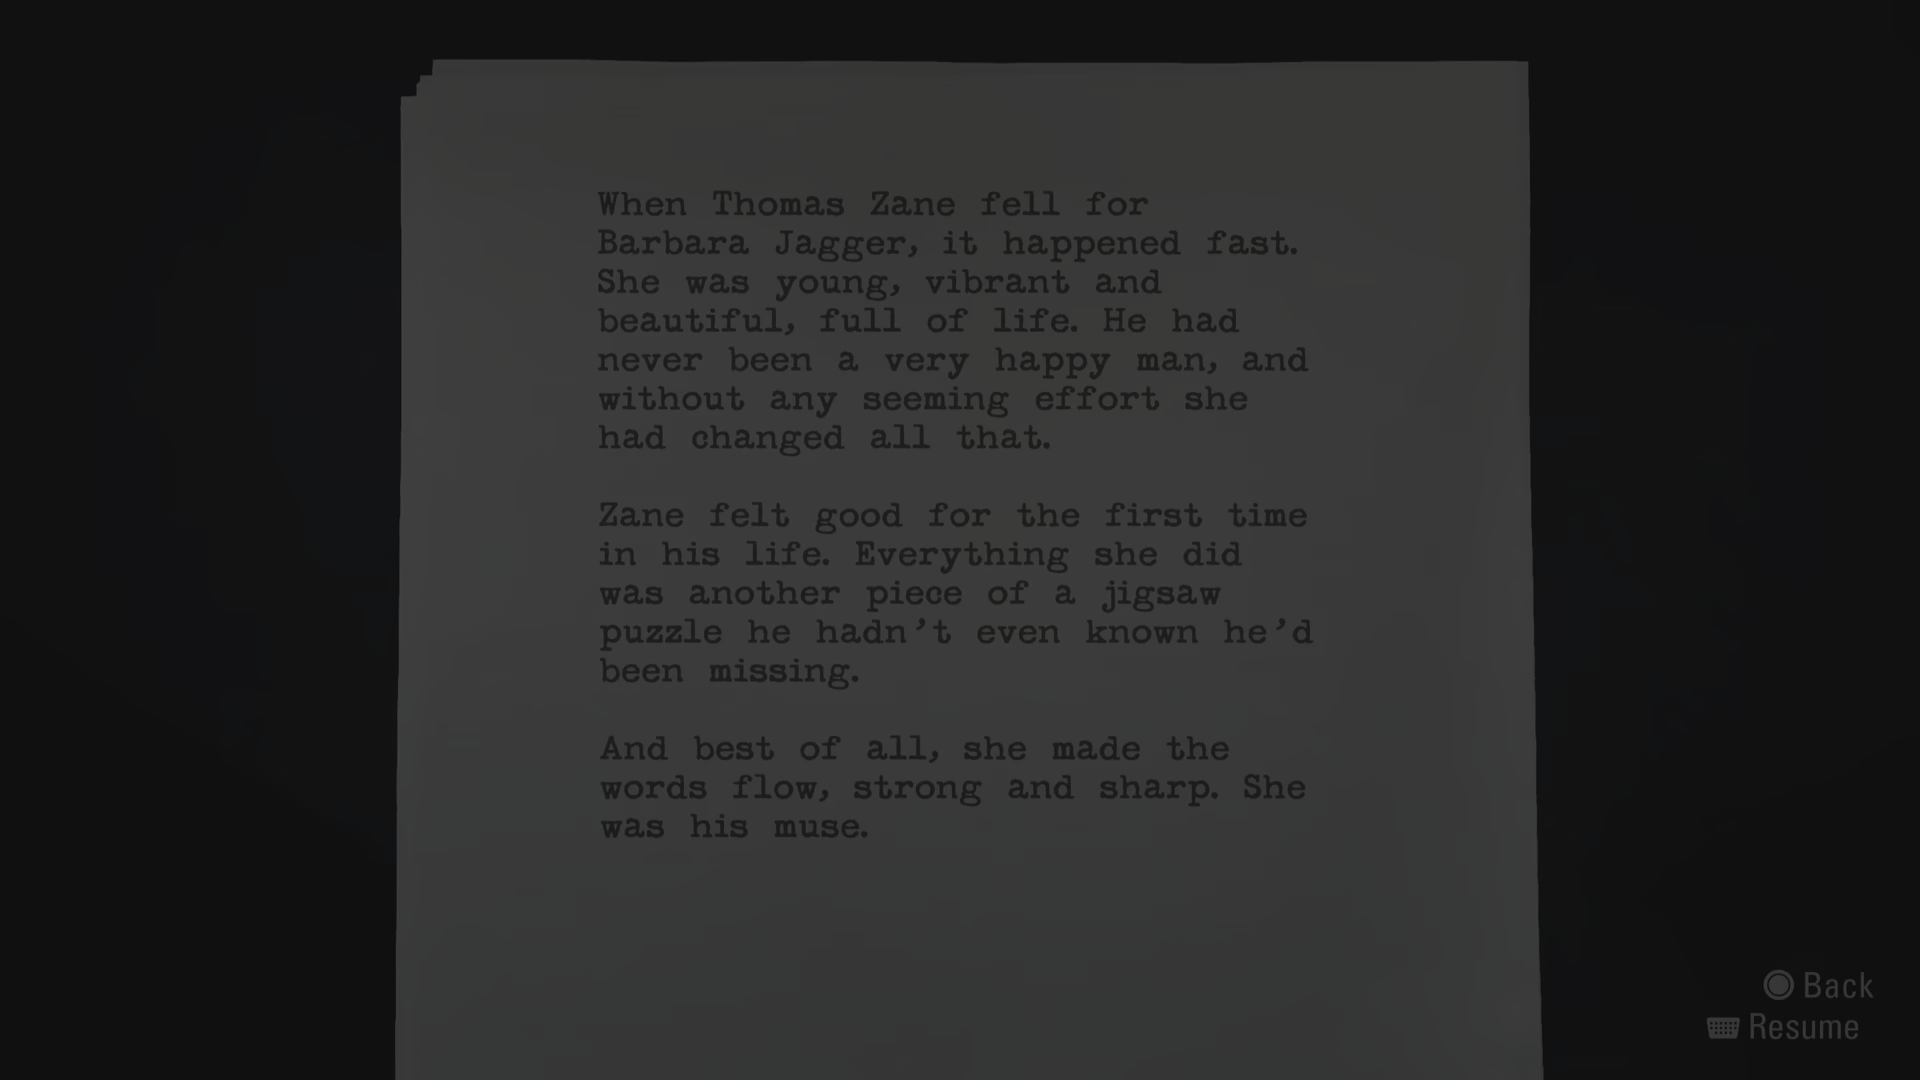 When Thomas Zane fell for
Barbara Jagger, it happened fast.
She was young, vibrant and
beautiful, full of life. He had
never been a very happy man, and
without any seeming effort she
had changed all that.
Zane felt good for the first time
in his life. Everything she did
was another piece of a jigsaw
puzzle he hadn’t even known he’d
been missing.
And best of all, she made the
words flow, strong and sharp. She
was his muse.
Back
Resume